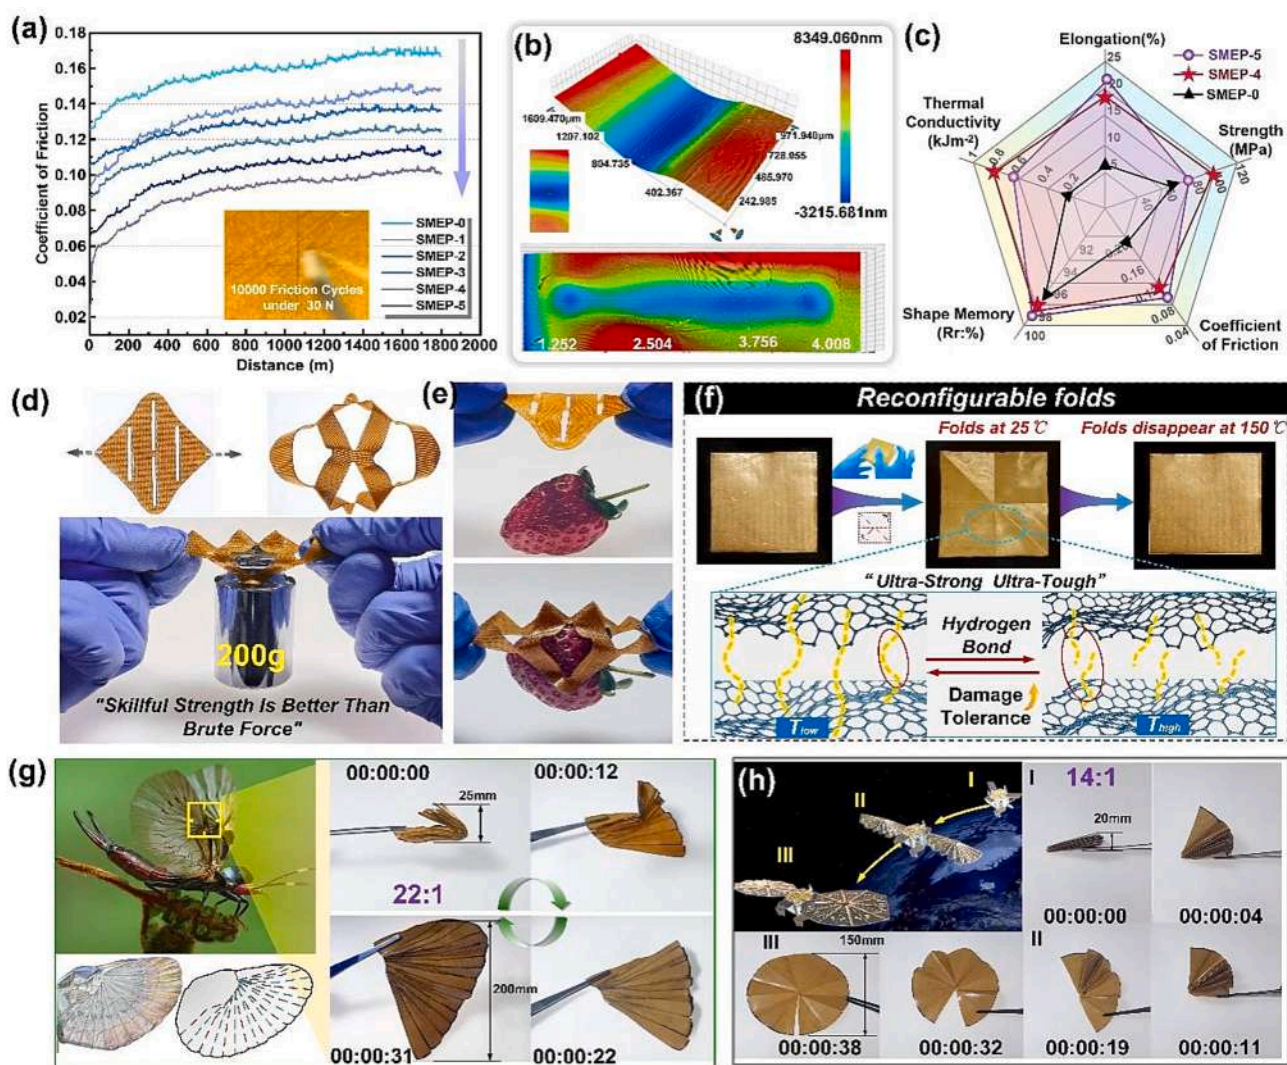 (a)
0.18
0.16
0.14
0.12
0.10
0.08
0.06
0.04
0.02
Coefficient of Friction
SMEP-0
SMEP-1
SMEP-2
SMEP-3
SMEP-4
SMEP-5
10000 Friction Cycles
under 30 N
0 200 400 600 800 1000 1200 1400 1600 1800 2000
Distance (m)
(b)
8349.060nm
-3215.681nm
1609.470μm
1207.102
804.735
402.367
971.940μm
728.955
485.970
242.985
1.252 2.504 3.756 4.008
(c)
SMEP-5
SMEP-4
SMEP-0
Elongation(%)
25
20
15
10
5
Strength
(MPa)
120
100
80
40
Thermal
Conductivity
(kJm⁻²)
1
0.8
0.6
0.4
0.2
Shape Memory
(Rr:%)
92
94
96
98
100
Coefficient
of Friction
0.20
0.16
0.08
0.04
(d)
200g
"Skillful Strength Is Better Than
Brute Force"
(e)
(f)
Reconfigurable folds
Folds at 25℃
Folds disappear at 150℃
"Ultra-Strong Ultra-Tough"
Hydrogen
Bond
Damage
Tolerance
Tlow
Thigh
(g)
00:00:00
25mm
00:00:12
22:1
200mm
00:00:31
00:00:22
(h)
I
II
III
I
14:1
20mm
00:00:00
00:00:04
III
150mm
II
00:00:38
00:00:32
00:00:19
00:00:11